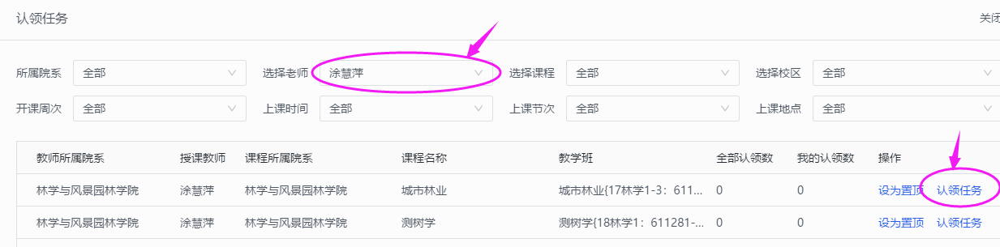 认领任务 关闭
所属院系 全部 选择老师 涂慧萍 选择课程 全部 选择校区 全部
开课周次 全部 上课时间 全部 上课节次 全部 上课地点 全部
教师所属院系 授课教师 课程所属院系 课程名称 教学班 全部认领数 我的认领数 操作
林学与风景园林学院 涂慧萍 林学与风景园林学院 城市林业 城市林业{17林学1-3：611... 0 0 设为置顶 认领任务
林学与风景园林学院 涂慧萍 林学与风景园林学院 测树学 测树学{18林学1：611281-... 0 0 设为置顶 认领任务